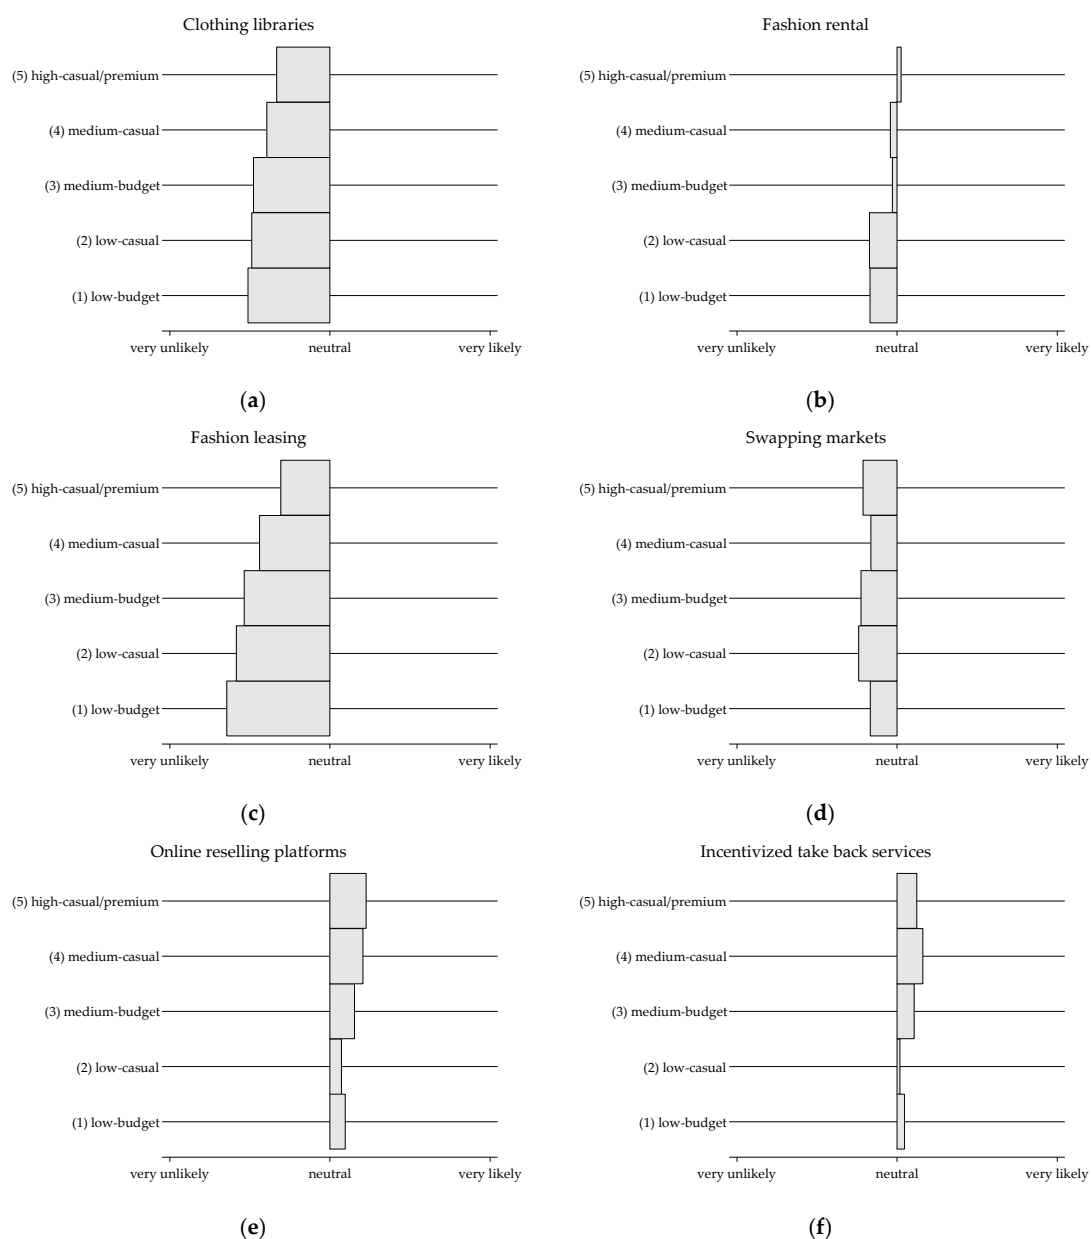 Clothing libraries
(5) high-casual/premium
(4) medium-casual
(3) medium-budget
(2) low-casual
(1) low-budget
very unlikely neutral very likely
(a)
Fashion rental
(5) high-casual/premium
(4) medium-casual
(3) medium-budget
(2) low-casual
(1) low-budget
very unlikely neutral very likely
(b)
Fashion leasing
(5) high-casual/premium
(4) medium-casual
(3) medium-budget
(2) low-casual
(1) low-budget
very unlikely neutral very likely
(c)
Swapping markets
(5) high-casual/premium
(4) medium-casual
(3) medium-budget
(2) low-casual
(1) low-budget
very unlikely neutral very likely
(d)
Online reselling platforms
(5) high-casual/premium
(4) medium-casual
(3) medium-budget
(2) low-casual
(1) low-budget
very unlikely neutral very likely
(e)
Incentivized take back services
(5) high-casual/premium
(4) medium-casual
(3) medium-budget
(2) low-casual
(1) low-budget
very unlikely neutral very likely
(f)